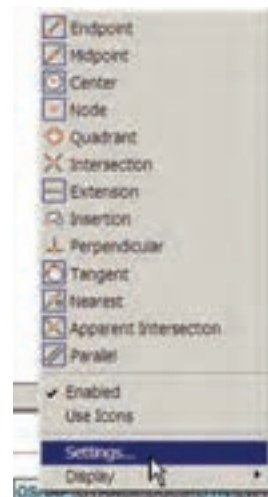 Endpoint
Midpoint
Center
Node
Quadrant
Intersection
Extension
Insertion
Perpendicular
Tangent
Nearest
Apparent Intersection
Parallel
Enabled
Use Icons
Settings...
Display